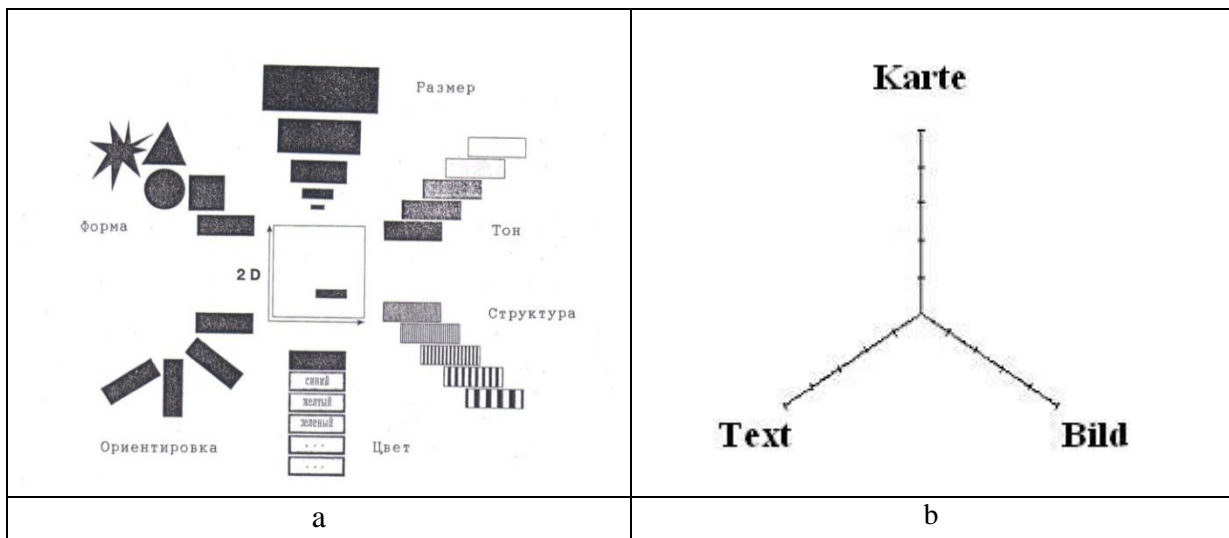 Размер
Форма
Тон
2 D
Структура
синий
желтый
зеленый
...
...
Ориентировка
Цвет
a
Karte
Text
Bild
b